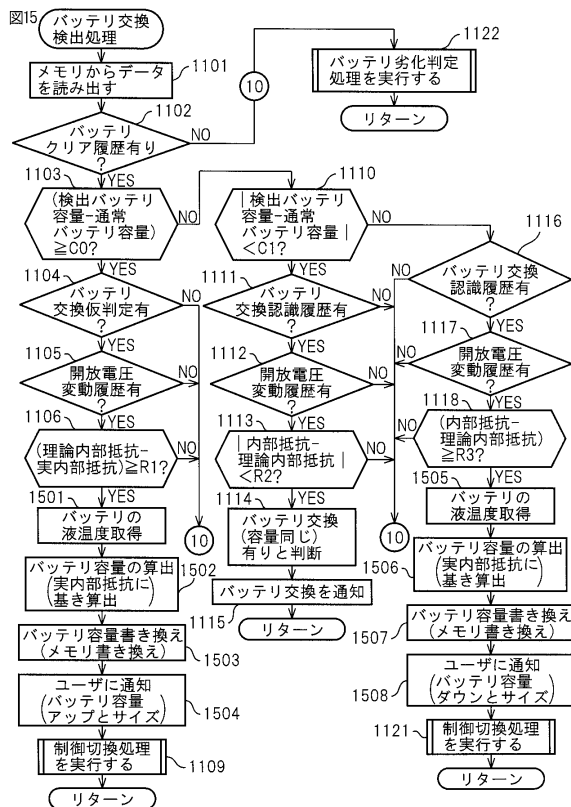 図15
バッテリ交換
検出処理
メモリからデータ
を読み出す
1101
1102
バッテリ
クリア履歴有り
?
NO
YES
10
1122
バッテリ劣化判定
処理を実行する
リターン
1103
(検出バッテリ
容量-通常
バッテリ容量)
≧C0?
NO
YES
1110
|検出バッテリ
容量-通常
バッテリ容量|
<C1?
NO
YES
1104
バッテリ
交換仮判定有
?
NO
YES
1111
バッテリ
交換認識履歴有
?
NO
YES
1116
バッテリ交換
認識履歴有
?
NO
YES
1105
開放電圧
変動履歴有
?
NO
YES
1112
開放電圧
変動履歴有
?
NO
YES
1117
開放電圧
変動履歴有
?
NO
YES
1106
(理論内部抵抗-
実内部抵抗)≧R1?
NO
YES
1113
|内部抵抗-
理論内部抵抗|
<R2?
NO
YES
1118
(内部抵抗-
理論内部抵抗)
≧R3?
NO
YES
10
10
1501
バッテリの
液温度取得
1502
バッテリ容量の算出
(実内部抵抗に
基き算出)
バッテリ容量書き換え
(メモリ書き換え)
1503
ユーザに通知
(バッテリ容量
アップとサイズ)
1504
制御切換処理
を実行する
1109
リターン
1114
バッテリ交換
(容量同じ)
有りと判断
バッテリ交換を通知
1115
リターン
1505
バッテリの
液温度取得
バッテリ容量の算出
(実内部抵抗に
基き算出)
1506
バッテリ容量書き換え
(メモリ書き換え)
1507
ユーザに通知
(バッテリ容量
ダウンとサイズ)
1508
制御切換処理
を実行する
1121
リターン